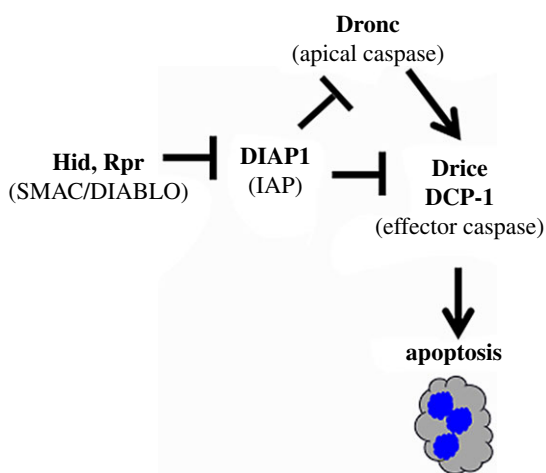 Dronc
(apical caspase)
Hid, Rpr
(SMAC/DIABLO)
DIAP1
(IAP)
Drice
DCP-1
(effector caspase)
apoptosis